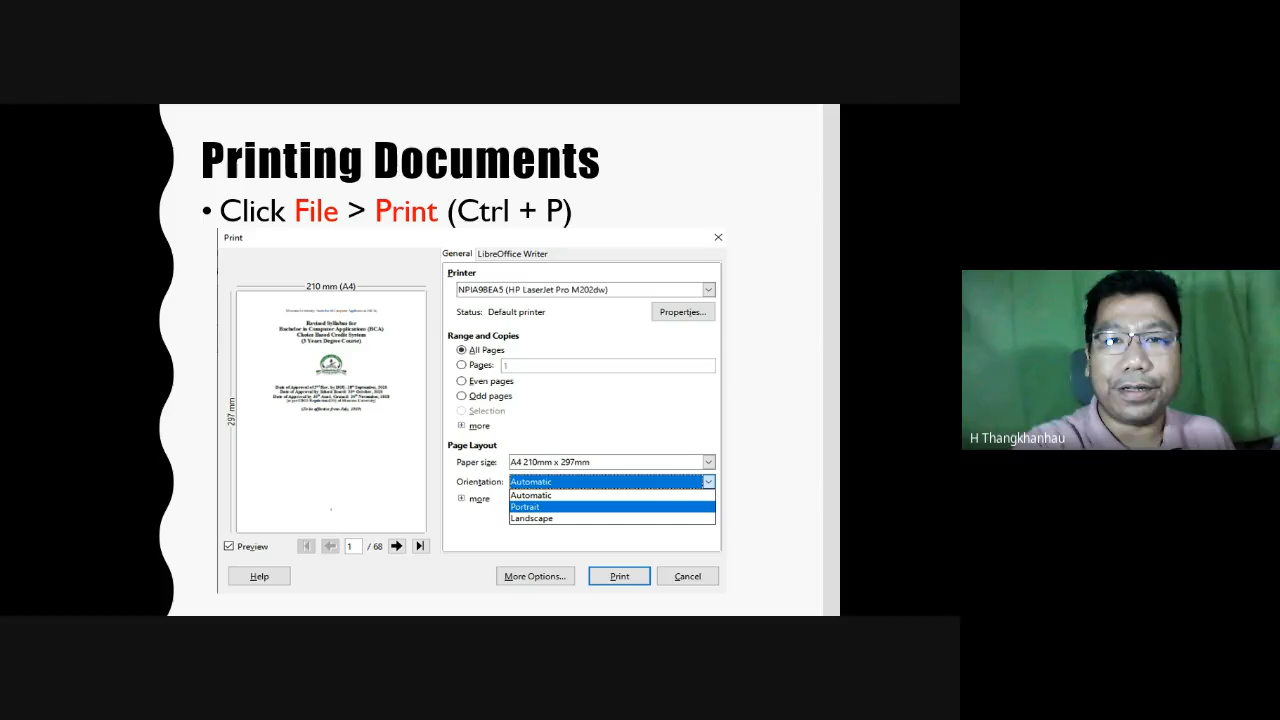 Printing Documents
• Click File > Print (Ctrl + P)
Print
General
LibreOffice Writer
210 mm (A4)
297 mm
Revised Syllabus for
Bachelor in Computer Applications (BCA)
Choice Based Credit System
(3 Years Degree Course)
Printer
NPIA9BEA5 (HP LaserJet Pro M202dw)
Status: Default printer
Properties...
Range and Copies
All Pages
Pages: 1
Even pages
Odd pages
Selection
more
Page Layout
Paper size: A4 210mm x 297mm
Orientation: Automatic
Automatic
Portrait
Landscape
more
Preview
1 / 68
Help
More Options...
Print
Cancel
H Thangkhanhau